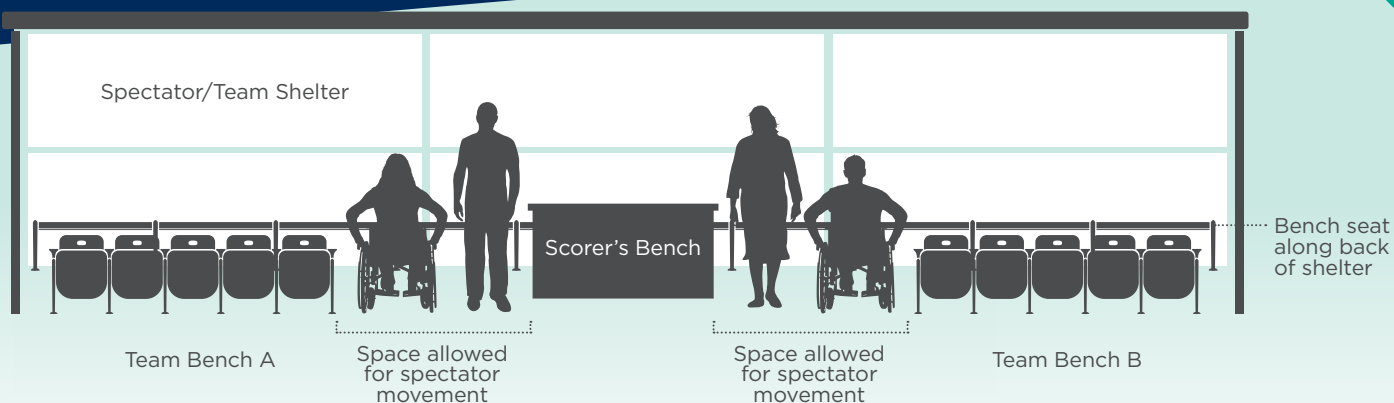 Spectator/Team Shelter
Scorer's Bench
Bench seat
along back
of shelter
Team Bench A
Space allowed
for spectator
movement
Space allowed
for spectator
movement
Team Bench B